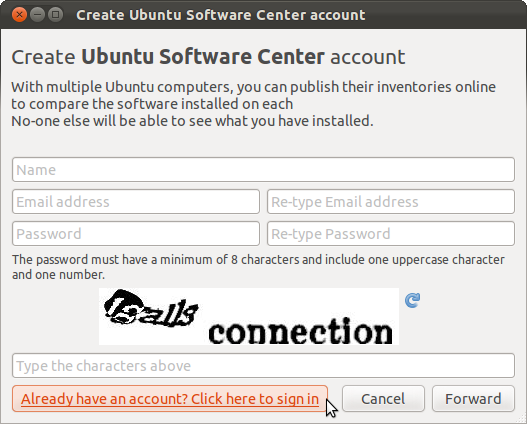 Create Ubuntu Software Center account
Create Ubuntu Software Center account
With multiple Ubuntu computers, you can publish their inventories online
to compare the software installed on each
No-one else will be able to see what you have installed.
Name
Email address Re-type Email address
Password Re-type Password
The password must have a minimum of 8 characters and include one uppercase character
and one number.
connection
Type the characters above
Already have an account? Click here to sign in Cancel Forward